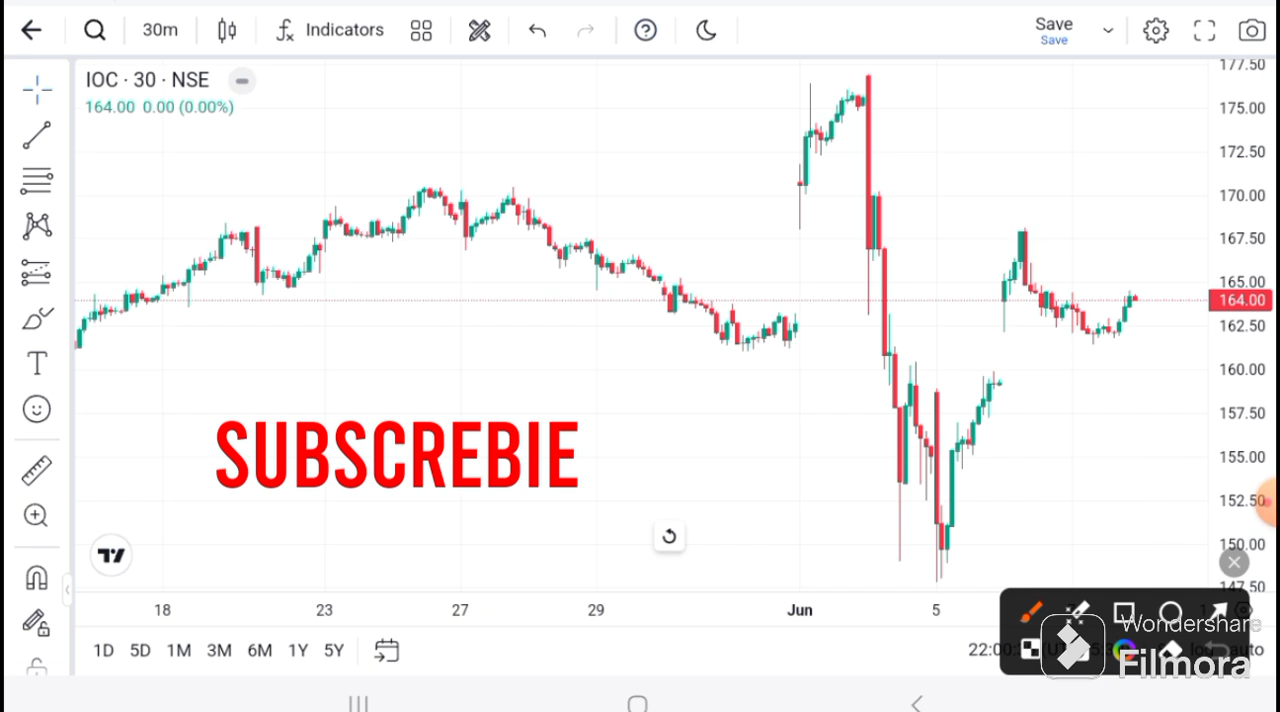 30m
Indicators
Save
Save
IOC · 30 · NSE
164.00 0.00 (0.00%)
177.50
175.00
172.50
170.00
167.50
165.00
164.00
162.50
160.00
157.50
155.00
152.50
150.00
147.50
SUBSCREBIE
18 23 27 29 Jun 5
1D 5D 1M 3M 6M 1Y 5Y
22:00
auto
Wondershare
Filmora